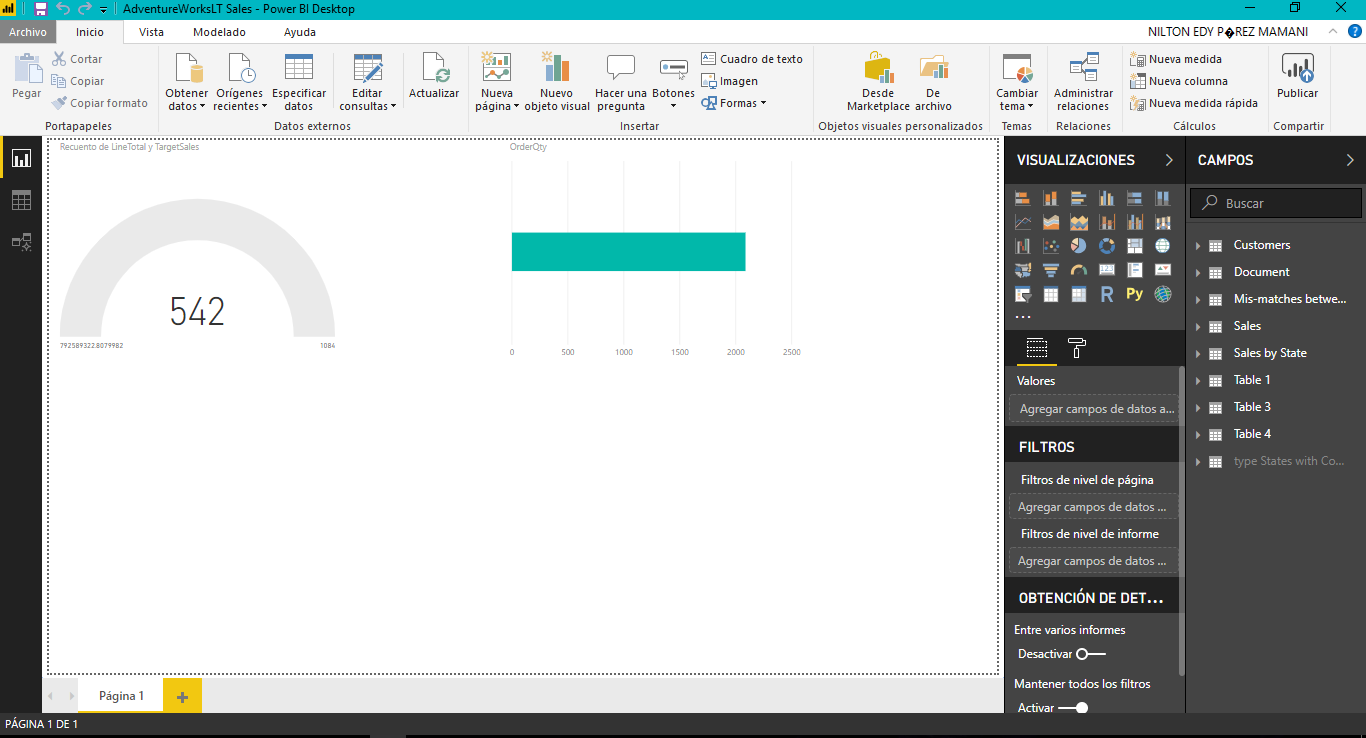 AdventureWorksLT Sales - Power BI Desktop
Archivo Inicio Vista Modelado Ayuda NILTON EDY P�REZ MAMANI ?
Pegar
Cortar
Copiar
Copiar formato
Portapapeles
Obtener datos
Orígenes recientes
Especificar datos
Editar consultas
Actualizar
Datos externos
Nueva página
Nuevo objeto visual
Hacer una pregunta
Botones
Cuadro de texto
Imagen
Formas
Insertar
Desde Marketplace
De archivo
Objetos visuales personalizados
Cambiar tema
Temas
Administrar relaciones
Relaciones
Nueva medida
Nueva columna
Nueva medida rápida
Cálculos
Publicar
Compartir
Recuento de LineTotal y TargetSales
542
792589322.8079982 1084
OrderQty
0 500 1000 1500 2000 2500
VISUALIZACIONES
R Py
...
Valores
Agregar campos de datos a...
FILTROS
Filtros de nivel de página
Agregar campos de datos ...
Filtros de nivel de informe
Agregar campos de datos ...
OBTENCIÓN DE DET...
Entre varios informes
Desactivar
Mantener todos los filtros
Activar
CAMPOS
Buscar
Customers
Document
Mis-matches betwe...
Sales
Sales by State
Table 1
Table 3
Table 4
type States with Co...
Página 1 +
PÁGINA 1 DE 1